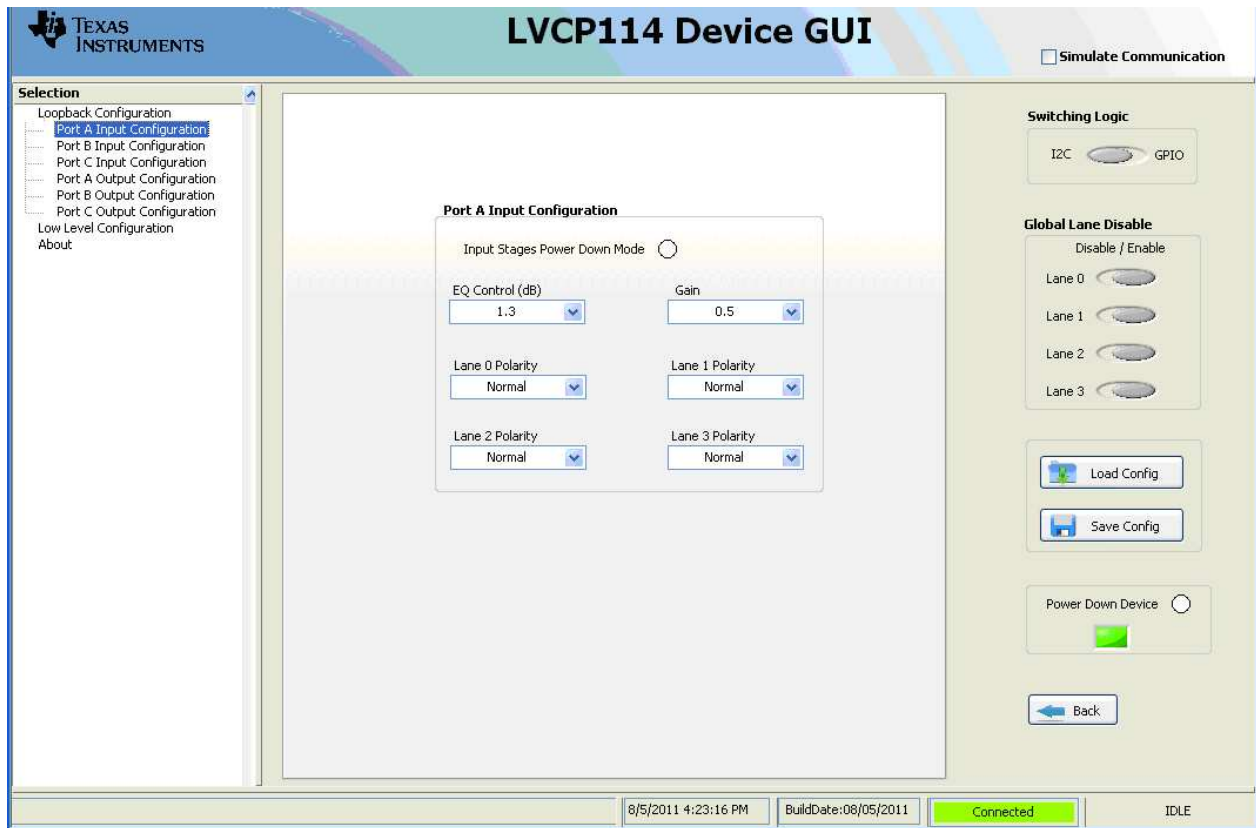 TEXAS
INSTRUMENTS
LVCP114 Device GUI
Simulate Communication
Selection
Loopback Configuration
Port A Input Configuration
Port B Input Configuration
Port C Input Configuration
Port A Output Configuration
Port B Output Configuration
Port C Output Configuration
Low Level Configuration
About
Port A Input Configuration
Input Stages Power Down Mode
EQ Control (dB)
Gain
1.3
0.5
Lane 0 Polarity
Lane 1 Polarity
Normal
Normal
Lane 2 Polarity
Lane 3 Polarity
Normal
Normal
Switching Logic
I2C
GPIO
Global Lane Disable
Disable / Enable
Lane 0
Lane 1
Lane 2
Lane 3
Load Config
Save Config
Power Down Device
Back
8/5/2011 4:23:16 PM
BuildDate:08/05/2011
Connected
IDLE